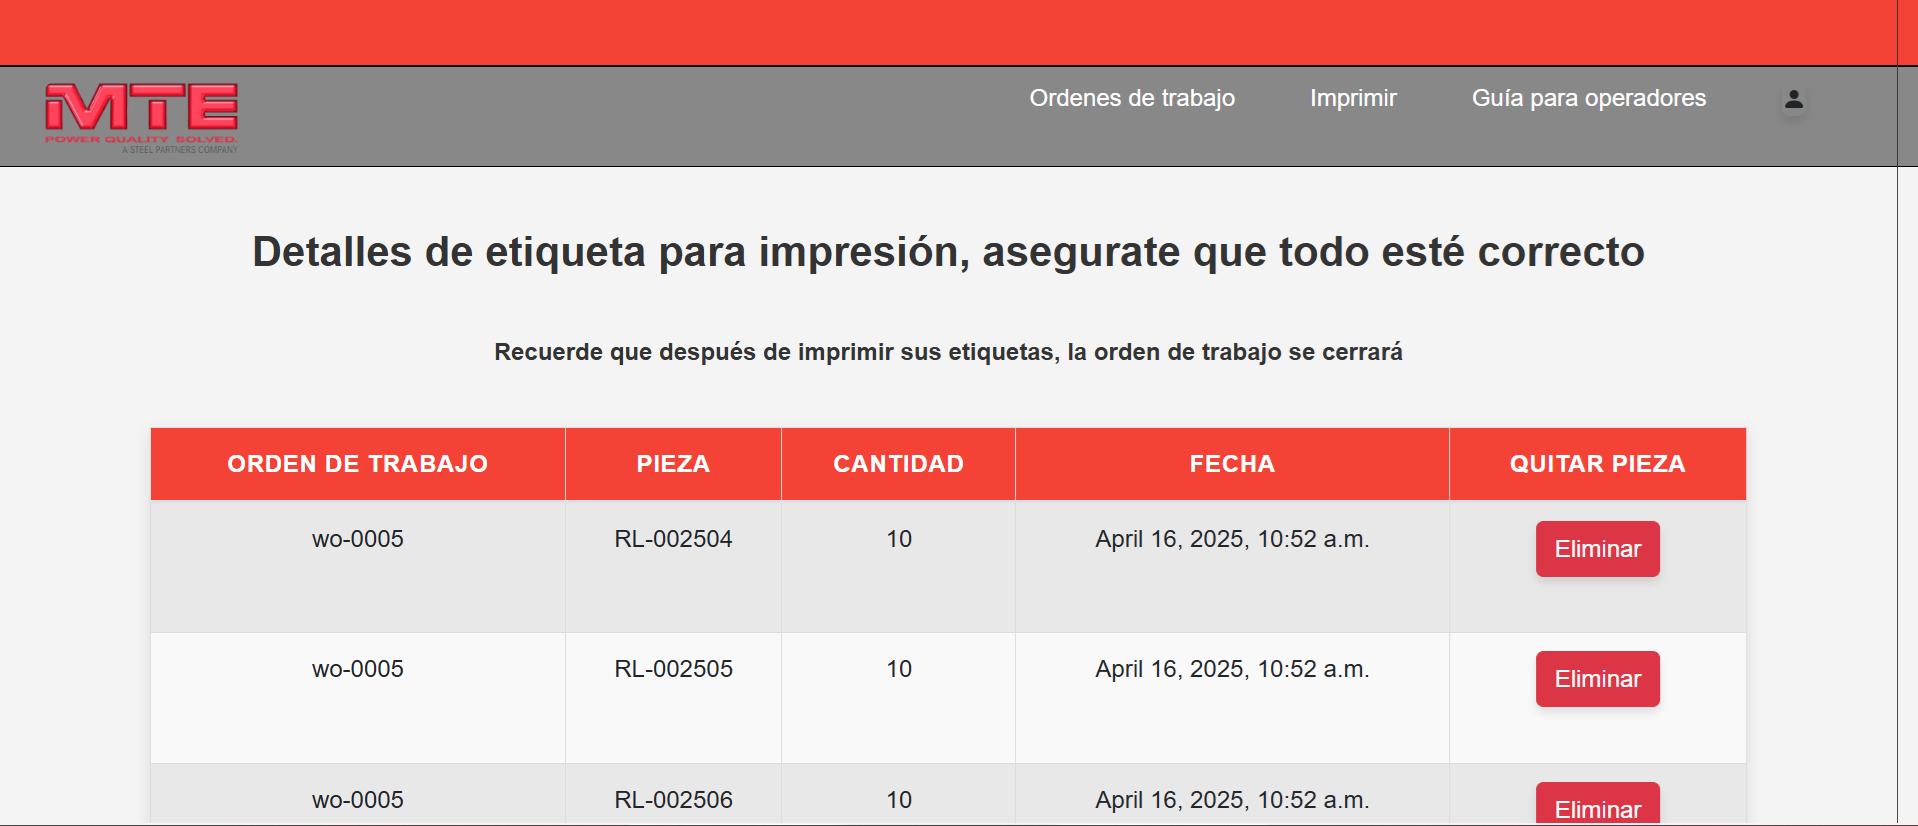 MTE
POWER QUALITY SOLVED.
A STEEL PARTNERS COMPANY
Ordenes de trabajo Imprimir Guía para operadores
Detalles de etiqueta para impresión, asegurate que todo esté correcto
Recuerde que después de imprimir sus etiquetas, la orden de trabajo se cerrará
ORDEN DE TRABAJO PIEZA CANTIDAD FECHA QUITAR PIEZA
wo-0005 RL-002504 10 April 16, 2025, 10:52 a.m. Eliminar
wo-0005 RL-002505 10 April 16, 2025, 10:52 a.m. Eliminar
wo-0005 RL-002506 10 April 16, 2025, 10:52 a.m. Eliminar